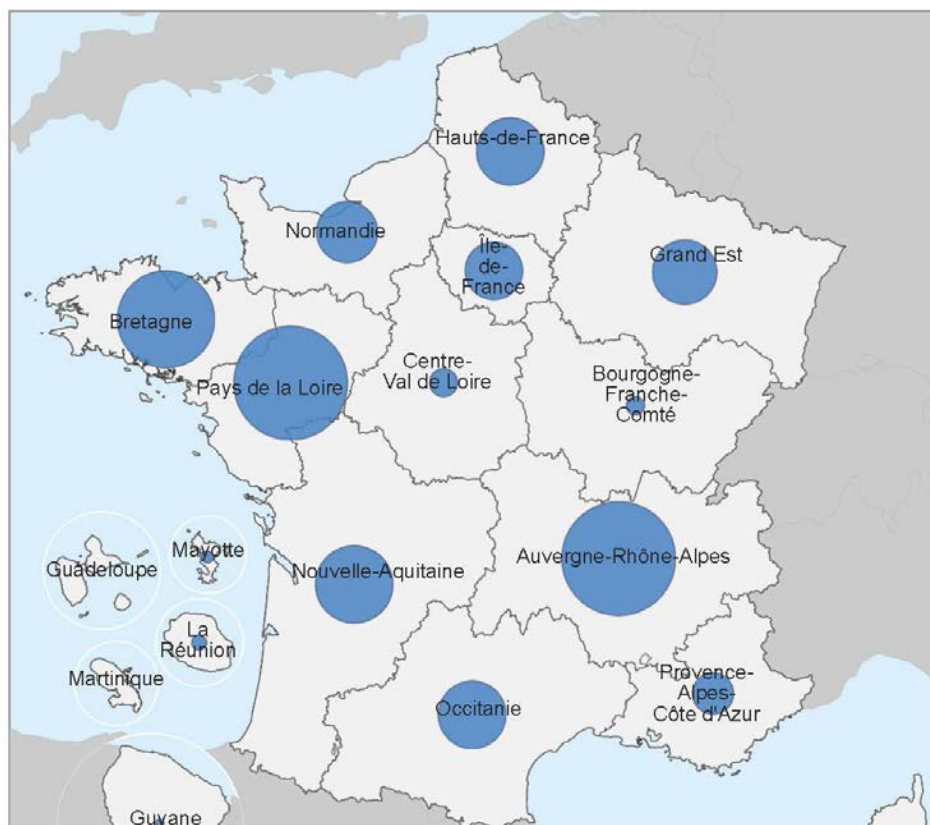 Hauts-de-France
Normandie
Île-
de-
France
Grand Est
Bretagne
Pays de la Loire
Centre-
Val de Loire
Bourgogne-
Franche-
Comté
Auvergne-Rhône-Alpes
Nouvelle-Aquitaine
Mayotte
Guadeloupe
La
Réunion
Martinique
Provence-
Alpes-
Côte d'Azur
Occitanie
Guyane